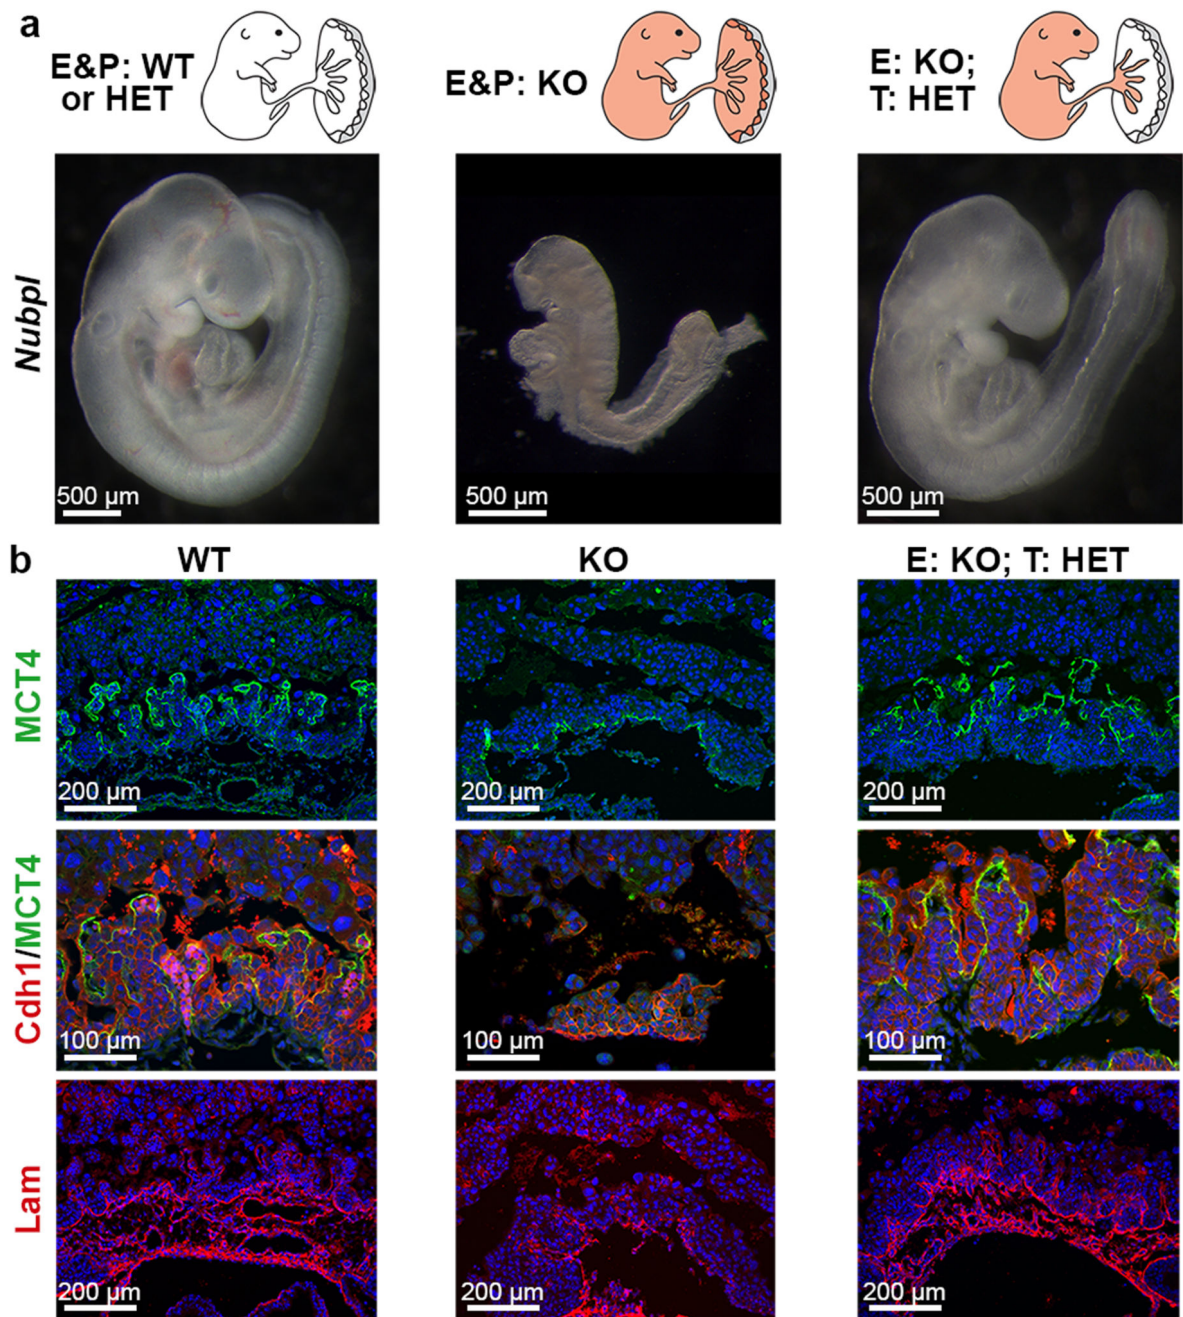 a
E&P: WT
or HET
E&P: KO
E: KO;
T: HET
Nubpl
500 µm
500 µm
500 µm
b
WT
KO
E: KO; T: HET
MCT4
200 µm
200 µm
200 µm
Cdh1/MCT4
100 µm
100 µm
100 µm
Lam
200 µm
200 µm
200 µm